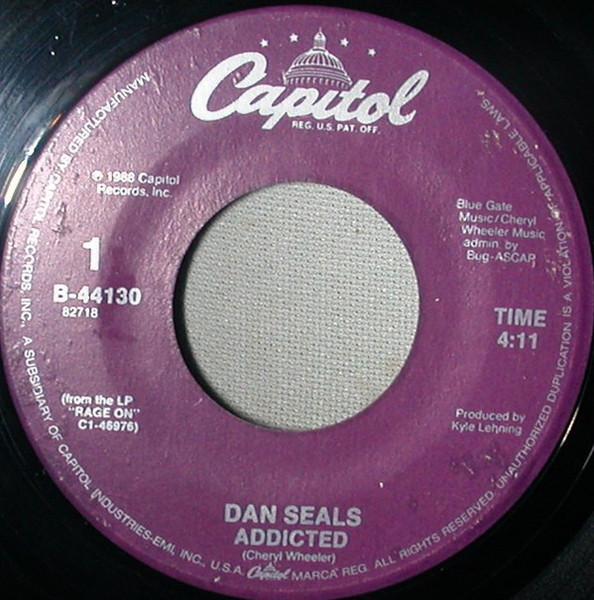 Capitol
REG. U.S. PAT. OFF.
℗ 1988 Capitol
Records, Inc.
1
B-44130
82718
(from the LP
"RAGE ON"
C1-46976)
Blue Gate
Music/Cheryl
Wheeler Music
admin. by
Bug-ASCAP
TIME
4:11
Produced by
Kyle Lehning
DAN SEALS
ADDICTED
(Cheryl Wheeler)
MANUFACTURED BY CAPITOL RECORDS, INC., A SUBSIDIARY OF CAPITOL INDUSTRIES-EMI, INC., U.S.A. Capitol MARCA REG. ALL RIGHTS RESERVED. UNAUTHORIZED DUPLICATION IS A VIOLATION OF APPLICABLE LAWS.